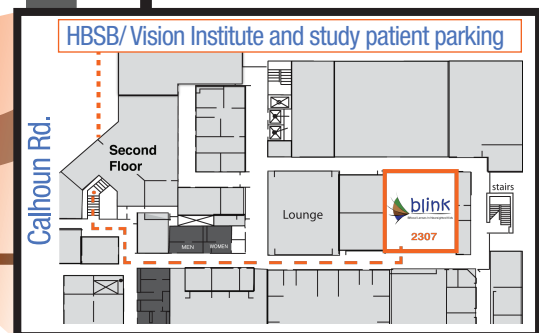 HBSB/ Vision Institute and study patient parking
Calhoun Rd.
Second
Floor
Lounge
blink
2307
stairs
MEN
WOMEN